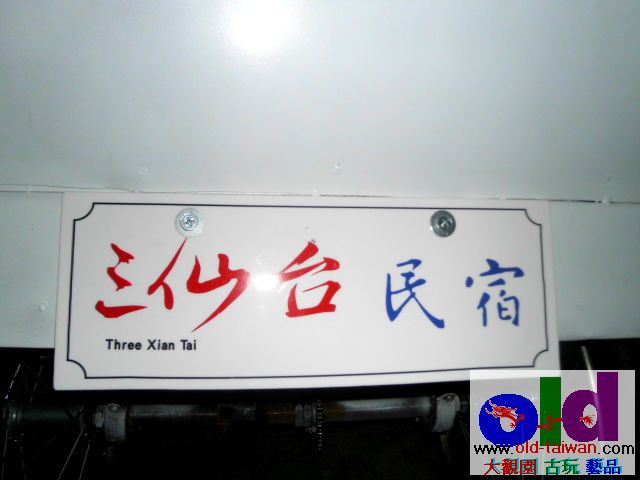 三仙台 民宿
Three Xian Tai
old
www.old-taiwan.com
大觀園 古玩 藝品